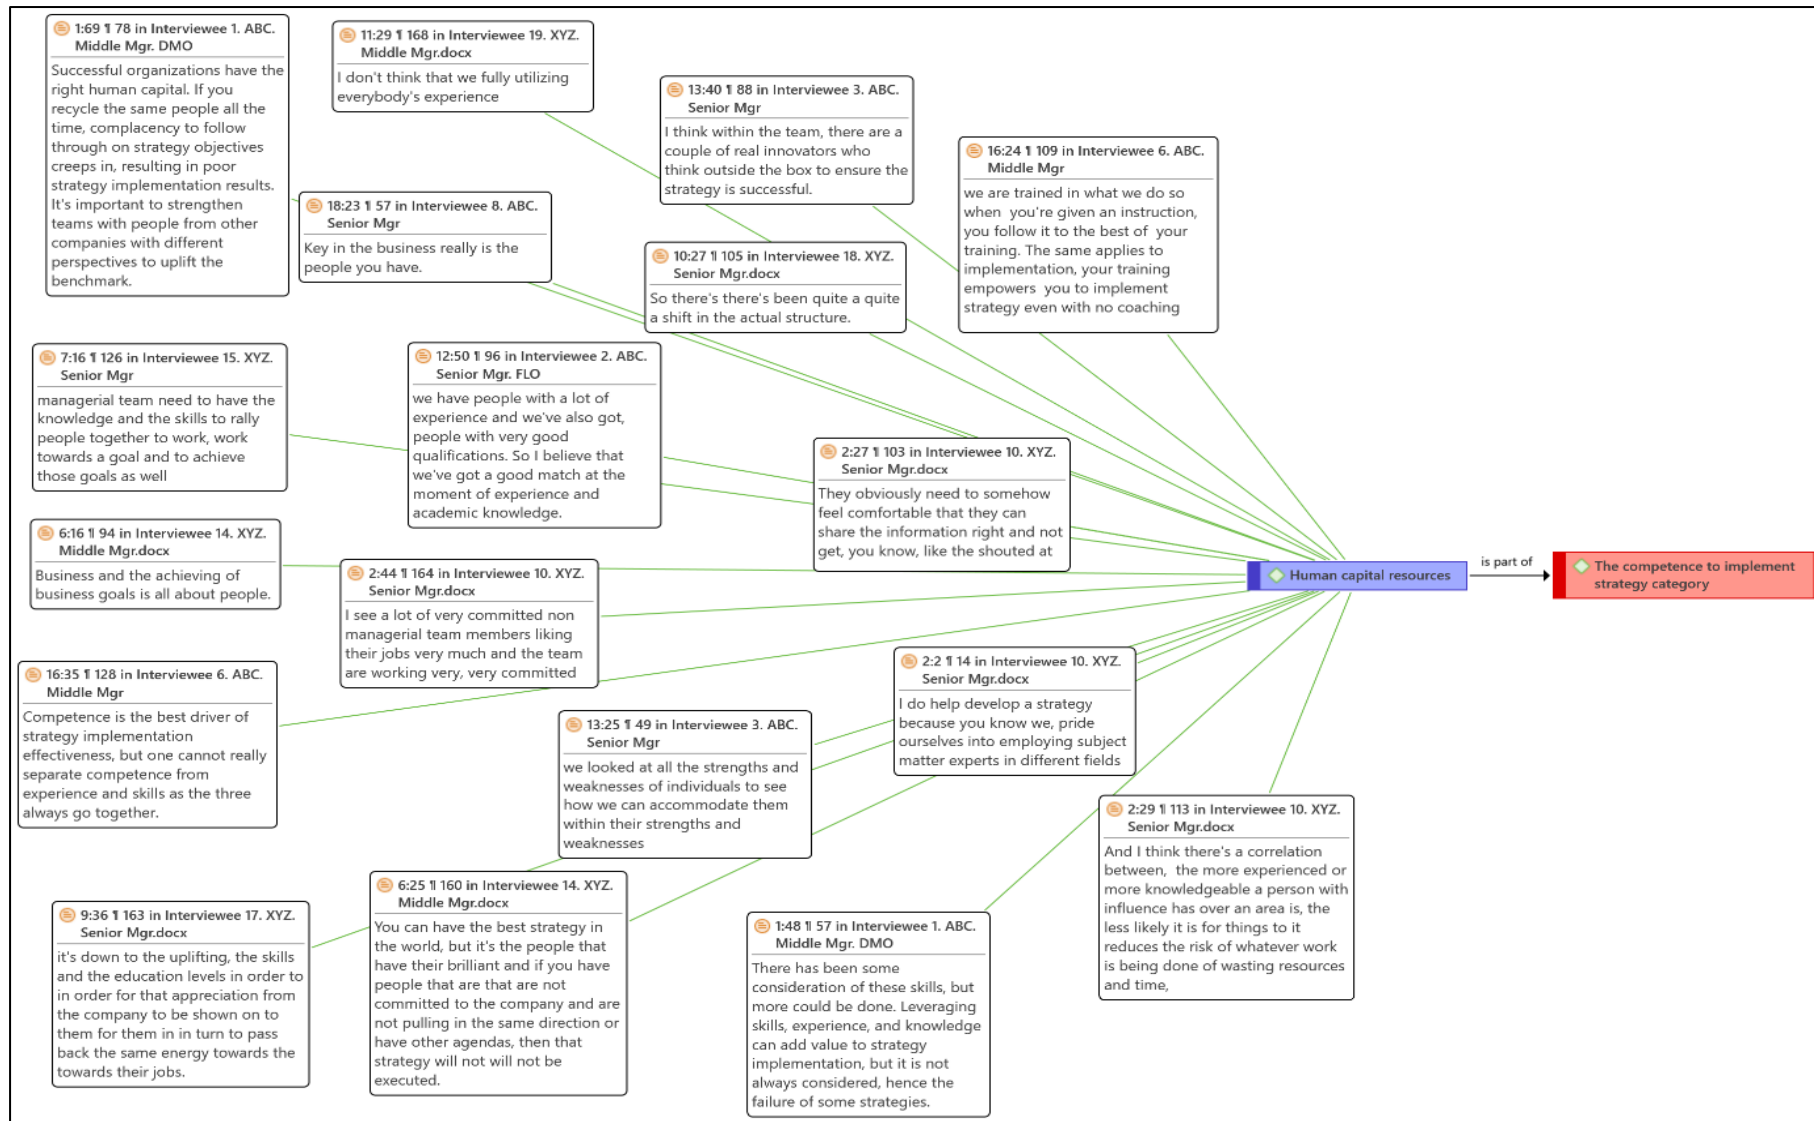 1:69 ¶ 78 in Interviewee 1. ABC.
Middle Mgr. DMO
Successful organizations have the
right human capital. If you
recycle the same people all the
time, complacency to follow
through on strategy objectives
creeps in, resulting in poor
strategy implementation results.
It's important to strengthen
teams with people from other
companies with different
perspectives to uplift the
benchmark.
11:29 ¶ 168 in Interviewee 19. XYZ.
Middle Mgr.docx
I don't think that we fully utilizing
everybody's experience
13:40 ¶ 88 in Interviewee 3. ABC.
Senior Mgr
I think within the team, there are a
couple of real innovators who
think outside the box to ensure the
strategy is successful.
16:24 ¶ 109 in Interviewee 6. ABC.
Middle Mgr
we are trained in what we do so
when you're given an instruction,
you follow it to the best of your
training. The same applies to
implementation, your training
empowers you to implement
strategy even with no coaching
18:23 ¶ 57 in Interviewee 8. ABC.
Senior Mgr
Key in the business really is the
people you have.
10:27 ¶ 105 in Interviewee 18. XYZ.
Senior Mgr.docx
So there's there's been quite a quite
a shift in the actual structure.
7:16 ¶ 126 in Interviewee 15. XYZ.
Senior Mgr
managerial team need to have the
knowledge and the skills to rally
people together to work, work
towards a goal and to achieve
those goals as well
12:50 ¶ 96 in Interviewee 2. ABC.
Senior Mgr. FLO
we have people with a lot of
experience and we've also got,
people with very good
qualifications. So I believe that
we've got a good match at the
moment of experience and
academic knowledge.
2:27 ¶ 103 in Interviewee 10. XYZ.
Senior Mgr.docx
They obviously need to somehow
feel comfortable that they can
share the information right and not
get, you know, like the shouted at
6:16 ¶ 94 in Interviewee 14. XYZ.
Middle Mgr.docx
Business and the achieving of
business goals is all about people.
2:44 ¶ 164 in Interviewee 10. XYZ.
Senior Mgr.docx
I see a lot of very committed non
managerial team members liking
their jobs very much and the team
are working very, very committed
Human capital resources
is part of
The competence to implement
strategy category
16:35 ¶ 128 in Interviewee 6. ABC.
Middle Mgr
Competence is the best driver of
strategy implementation
effectiveness, but one cannot really
separate competence from
experience and skills as the three
always go together.
13:25 ¶ 49 in Interviewee 3. ABC.
Senior Mgr
we looked at all the strengths and
weaknesses of individuals to see
how we can accommodate them
within their strengths and
weaknesses
2:2 ¶ 14 in Interviewee 10. XYZ.
Senior Mgr.docx
I do help develop a strategy
because you know we, pride
ourselves into employing subject
matter experts in different fields
2:29 ¶ 113 in Interviewee 10. XYZ.
Senior Mgr.docx
And I think there's a correlation
between, the more experienced or
more knowledgeable a person with
influence has over an area is, the
less likely it is for things to it
reduces the risk of whatever work
is being done of wasting resources
and time,
9:36 ¶ 163 in Interviewee 17. XYZ.
Senior Mgr.docx
it's down to the uplifting, the skills
and the education levels in order to
in order for that appreciation from
the company to be shown on to
them for them in in turn to pass
back the same energy towards the
towards their jobs.
6:25 ¶ 160 in Interviewee 14. XYZ.
Middle Mgr.docx
You can have the best strategy in
the world, but it's the people that
have their brilliant and if you have
people that are that are not
committed to the company and are
not pulling in the same direction or
have other agendas, then that
strategy will not will not be
executed.
1:48 ¶ 57 in Interviewee 1. ABC.
Middle Mgr. DMO
There has been some
consideration of these skills, but
more could be done. Leveraging
skills, experience, and knowledge
can add value to strategy
implementation, but it is not
always considered, hence the
failure of some strategies.